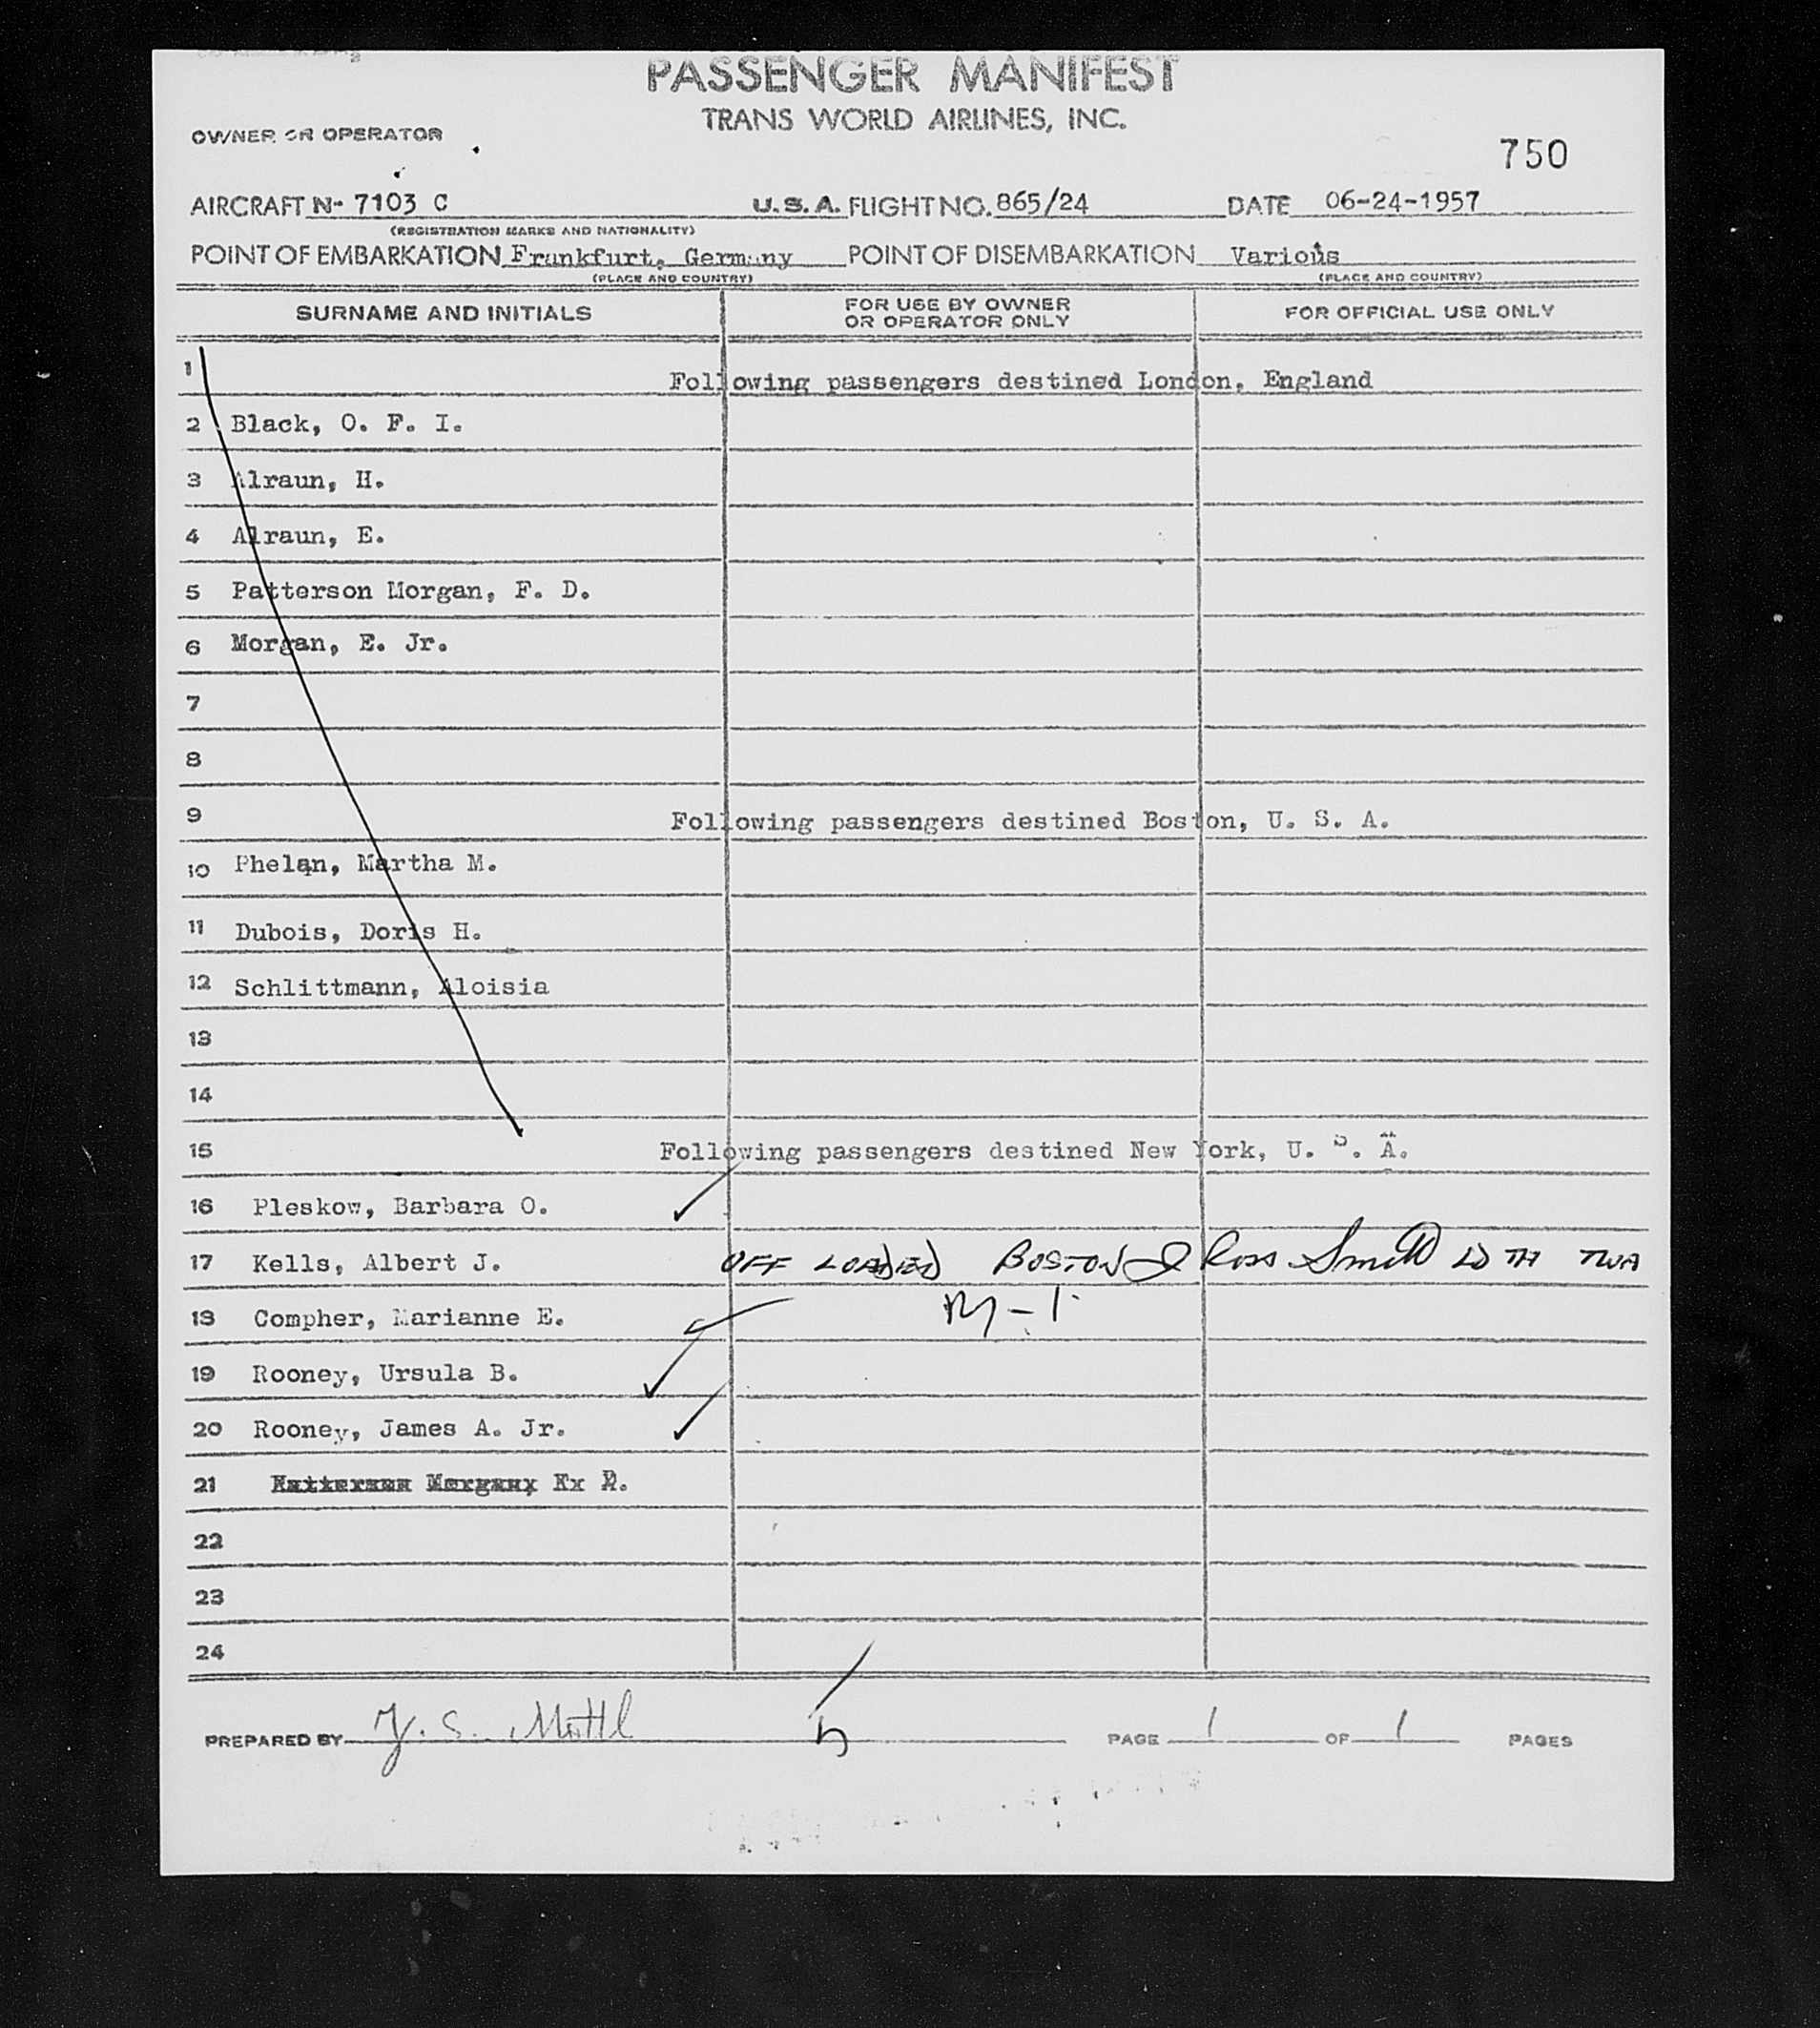 PASSENGER MANIFEST
TRANS WORLD AIRLINES, INC.
OWNER OR OPERATOR
750
AIRCRAFT N- 7103 C U.S.A. FLIGHT NO. 865/24 DATE 06-24-1957
(REGISTRATION MARKS AND NATIONALITY)
POINT OF EMBARKATION Frankfurt, Germany POINT OF DISEMBARKATION Various
(PLACE AND COUNTRY) (PLACE AND COUNTRY)
SURNAME AND INITIALS FOR USE BY OWNER OR OPERATOR ONLY FOR OFFICIAL USE ONLY
1 Following passengers destined London, England
2 Black, O. F. I.
3 Alraun, H.
4 Alraun, E.
5 Patterson Morgan, F. D.
6 Morgan, E. Jr.
7
8
9 Following passengers destined Boston, U. S. A.
10 Phelan, Martha M.
11 Dubois, Doris H.
12 Schlittmann, Aloisia
13
14
15 Following passengers destined New York, U. S. A.
16 Pleskow, Barbara O.
17 Kells, Albert J. OFF LOADED BOSTON Ross Smith TWA
18 Compher, Marianne E. M-1
19 Rooney, Ursula B.
20 Rooney, James A. Jr.
21 Patterson Morgan, F. D.
22
23
24
PREPARED BY PAGE 1 OF 1 PAGES